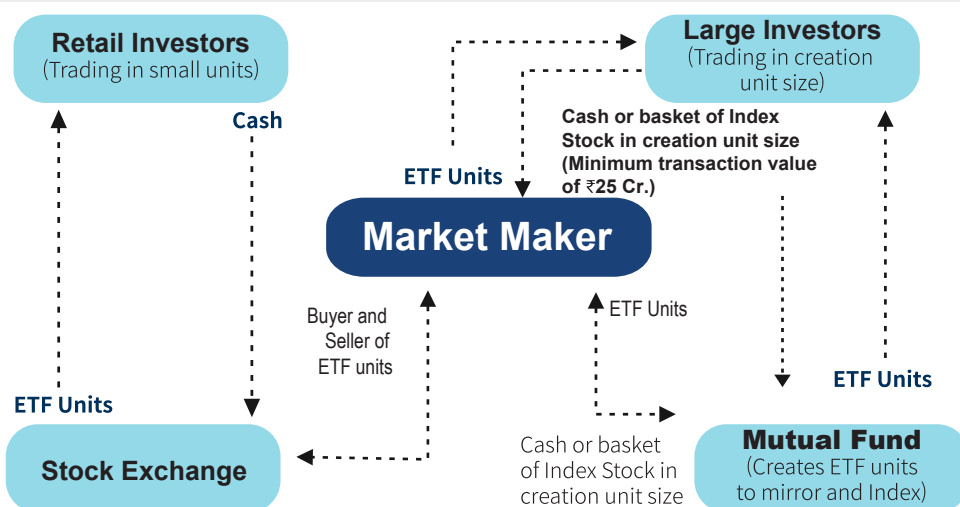 Retail Investors
(Trading in small units)
Large Investors
(Trading in creation
unit size)
Cash
Cash or basket of Index
Stock in creation unit size
(Minimum transaction value
of ₹25 Cr.)
ETF Units
Market Maker
Buyer and
Seller of
ETF units
ETF Units
ETF Units
ETF Units
Stock Exchange
Cash or basket
of Index Stock in
creation unit size
Mutual Fund
(Creates ETF units
to mirror and Index)